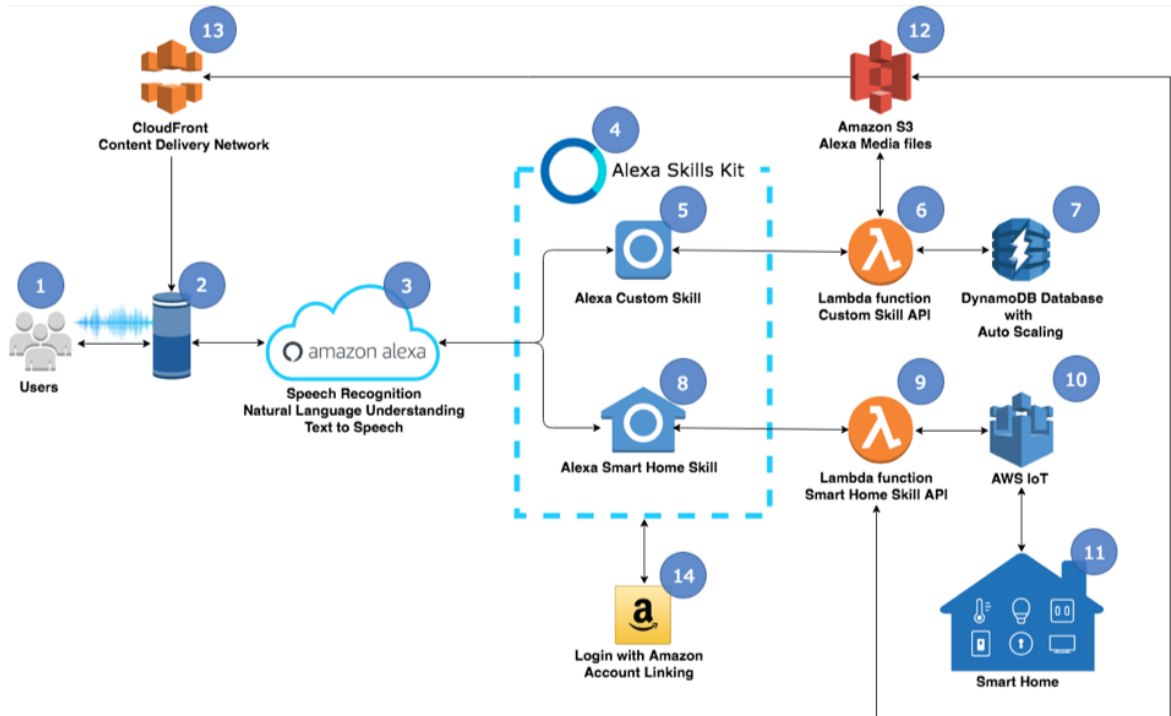 13
CloudFront
Content Delivery Network
12
Amazon S3
Alexa Media files
4
Alexa Skills Kit
5
Alexa Custom Skill
6
Lambda function
Custom Skill API
7
DynamoDB Database
with
Auto Scaling
1
Users
2
3
amazon alexa
Speech Recognition
Natural Language Understanding
Text to Speech
8
Alexa Smart Home Skill
9
Lambda function
Smart Home Skill API
10
AWS IoT
11
Smart Home
14
a
Login with Amazon
Account Linking